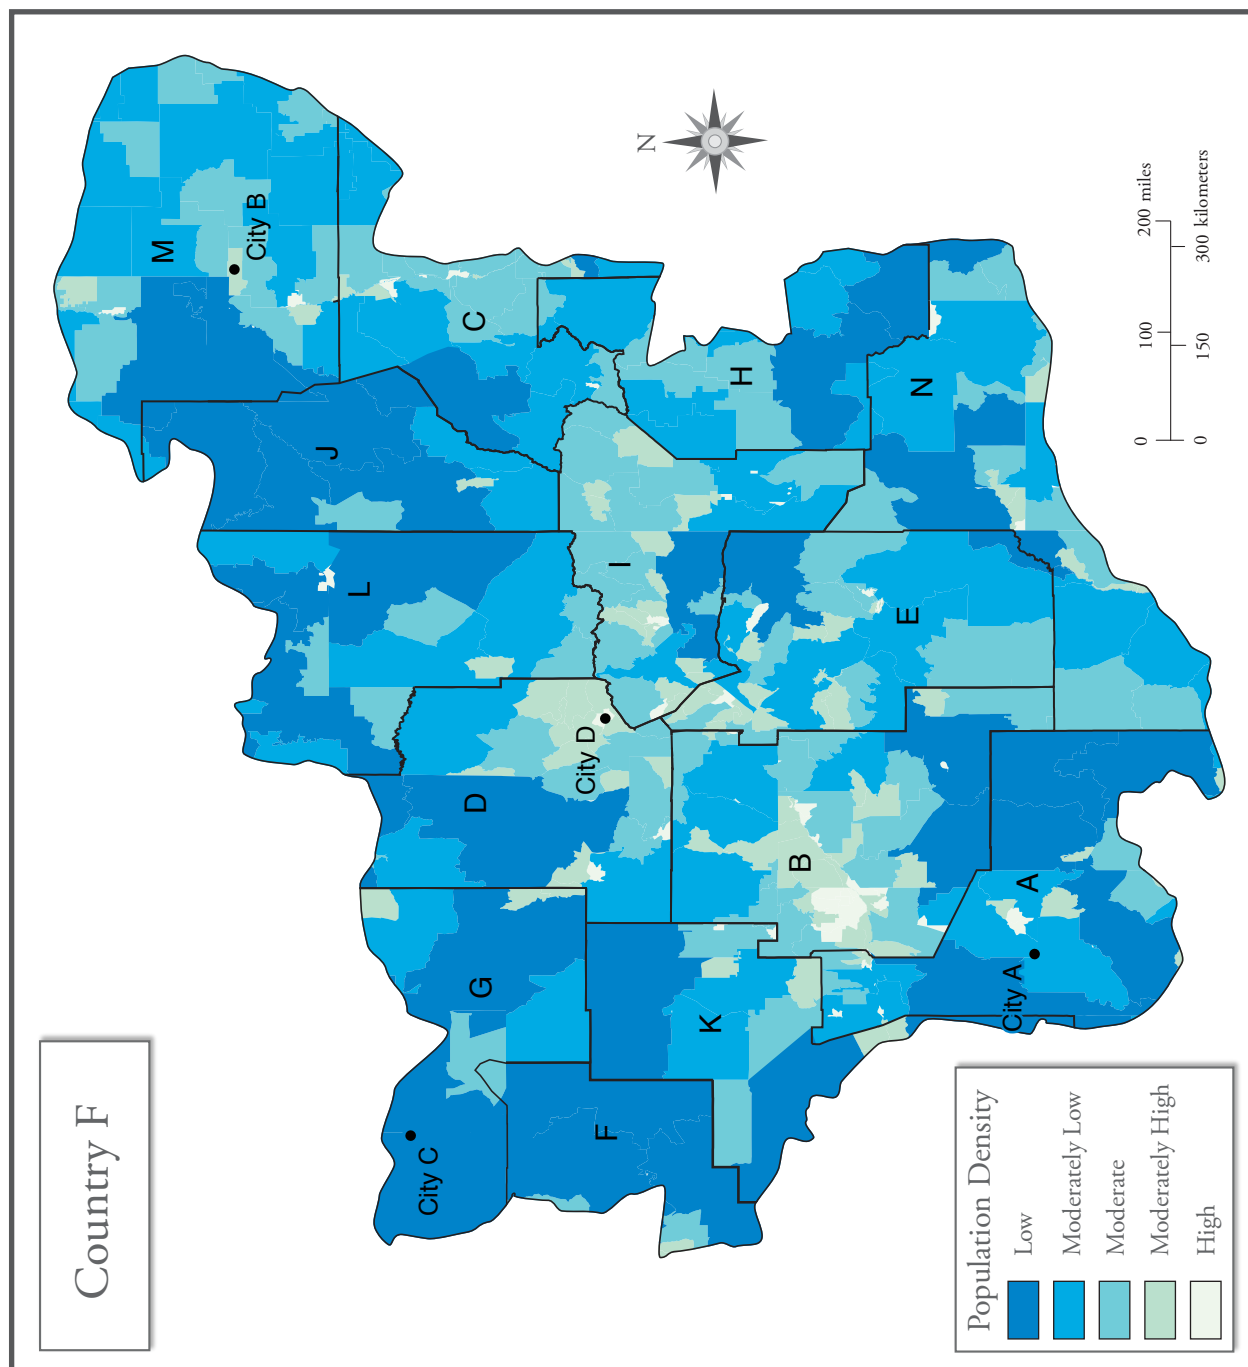 Country F
M
City B
C
J
L
I
H
N
E
D
City D
B
A
City A
K
G
F
City C
N
0 100 200 miles
0 150 300 kilometers
Population Density
Low
Moderately Low
Moderate
Moderately High
High